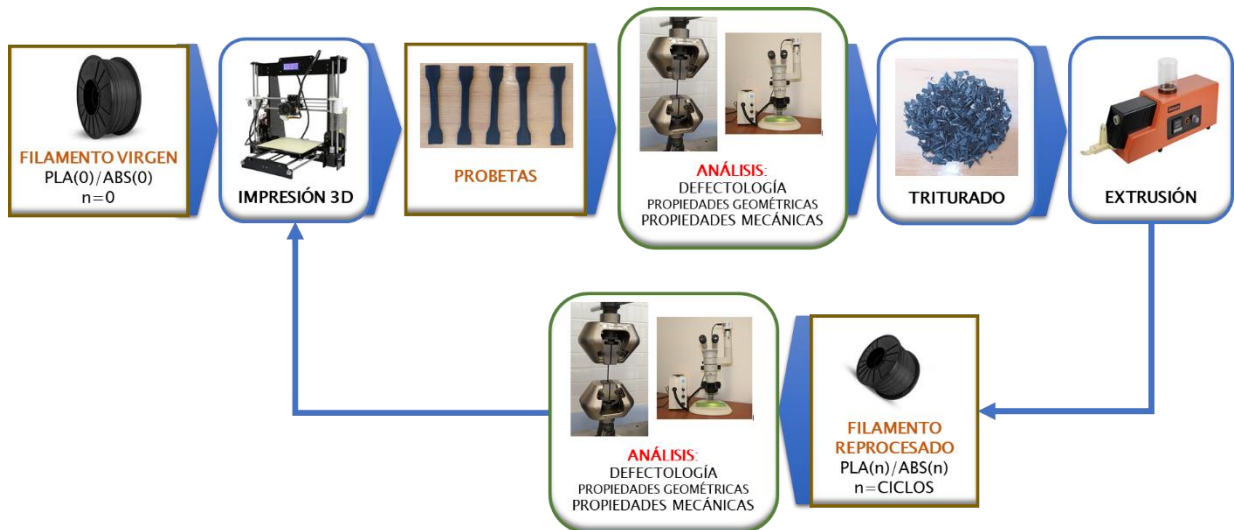 FILAMENTO VIRGEN
PLA(0)/ABS(0)
n=0
IMPRESIÓN 3D
PROBETAS
ANÁLISIS:
DEFECTOLOGÍA
PROPIEDADES GEOMÉTRICAS
PROPIEDADES MECÁNICAS
TRITURADO
EXTRUSIÓN
ANÁLISIS:
DEFECTOLOGÍA
PROPIEDADES GEOMÉTRICAS
PROPIEDADES MECÁNICAS
FILAMENTO
REPROCESADO
PLA(n)/ABS(n)
n=CICLOS